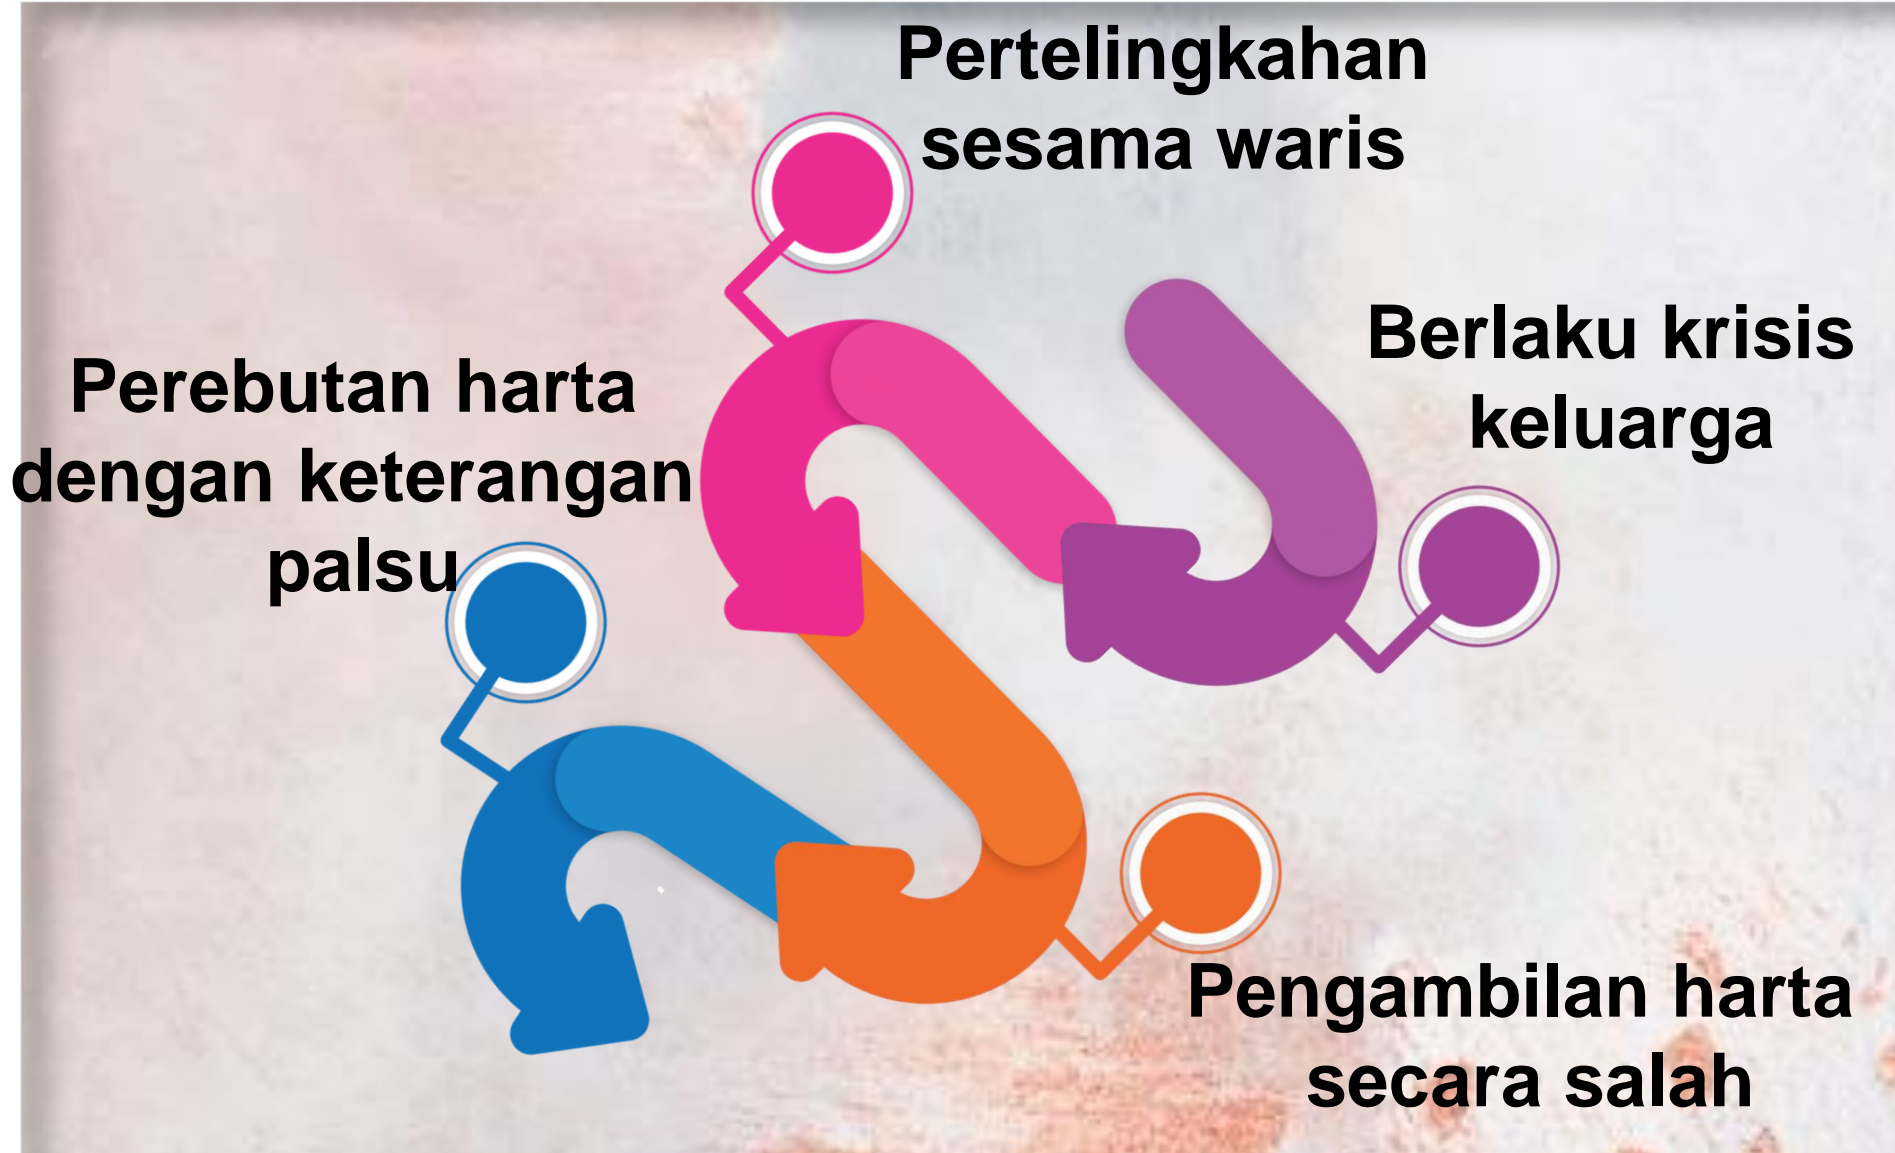 Pertelingkahan
sesama waris
Berlaku krisis
keluarga
Perebutan harta
dengan keterangan
palsu
Pengambilan harta
secara salah